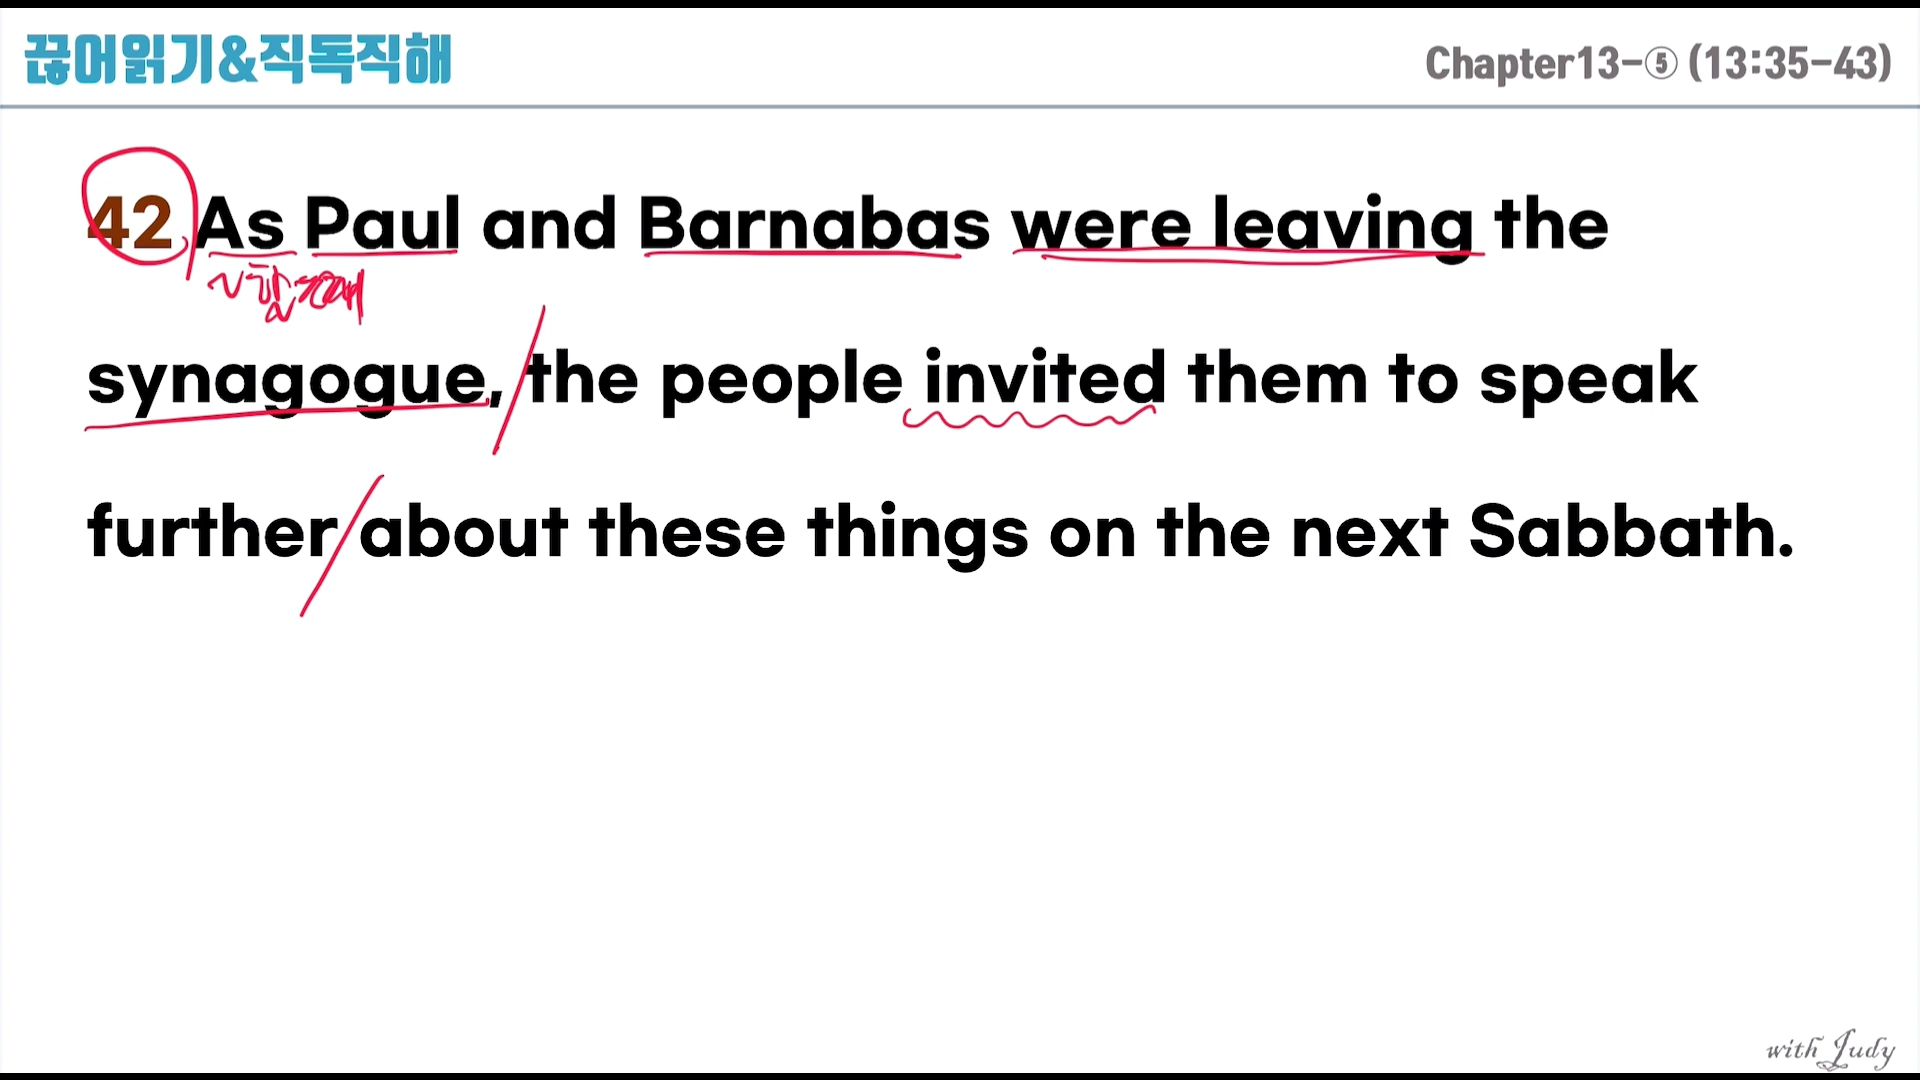 끊어읽기&직독직해
Chapter13-⑤ (13:35-43)
42 As Paul and Barnabas were leaving the
~할 때
synagogue, the people invited them to speak
further about these things on the next Sabbath.
with Judy